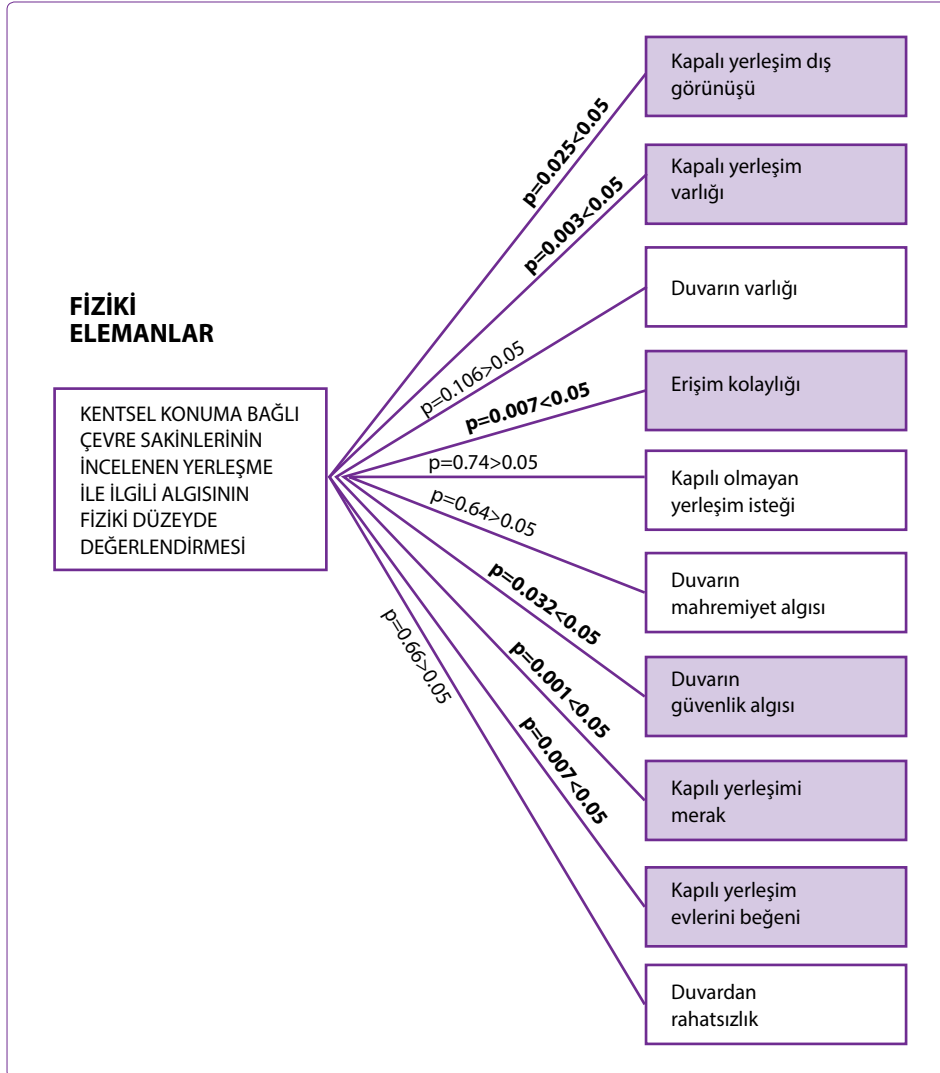 FİZİKİ
ELEMANLAR
KENTSEL KONUMA BAĞLI
ÇEVRE SAKİNLERİNİN
İNCELENEN YERLEŞME
İLE İLGİLİ ALGISININ
FİZİKİ DÜZEYDE
DEĞERLENDİRMESİ
p=0.025<0.05
Kapalı yerleşim dış
görünüşü
p=0.003<0.05
Kapalı yerleşim
varlığı
p=0.106>0.05
Duvarın varlığı
p=0.007<0.05
Erişim kolaylığı
p=0.74>0.05
Kapılı olmayan
yerleşim isteği
p=0.64>0.05
Duvarın
mahremiyet algısı
p=0.032<0.05
Duvarın
güvenlik algısı
p=0.001<0.05
Kapılı yerleşimi
merak
p=0.007<0.05
Kapılı yerleşim
evlerini beğeni
p=0.66>0.05
Duvardan
rahatsızlık